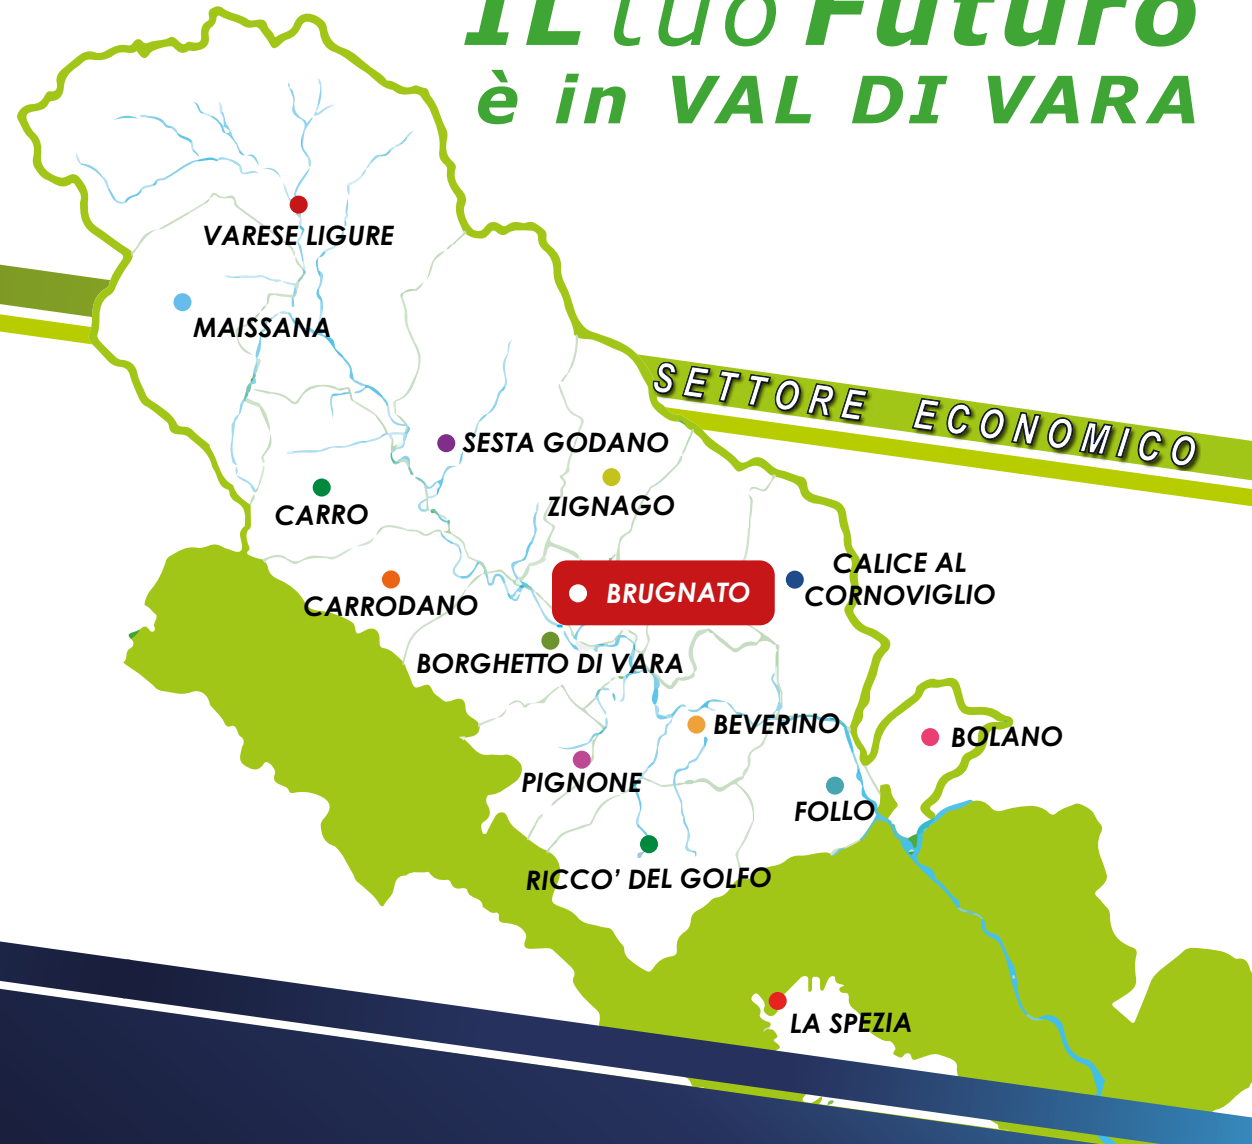 IL tuo Futuro
è in VAL DI VARA
VARESE LIGURE
MAISSANA
SETTORE ECONOMICO
SESTA GODANO
ZIGNAGO
CARRO
CALICE AL
CORNOVIGLIO
BRUGNATO
CARRODANO
BORGHETTO DI VARA
BEVERINO
BOLANO
PIGNONE
FOLLO
RICCO' DEL GOLFO
LA SPEZIA